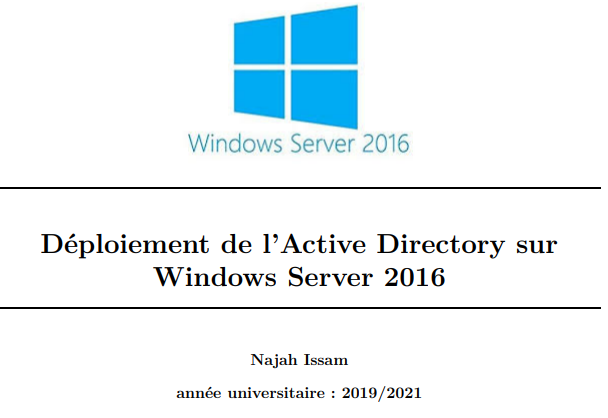 Windows Server 2016
Déploiement de l'Active Directory sur
Windows Server 2016
Najah Issam
année universitaire : 2019/2021